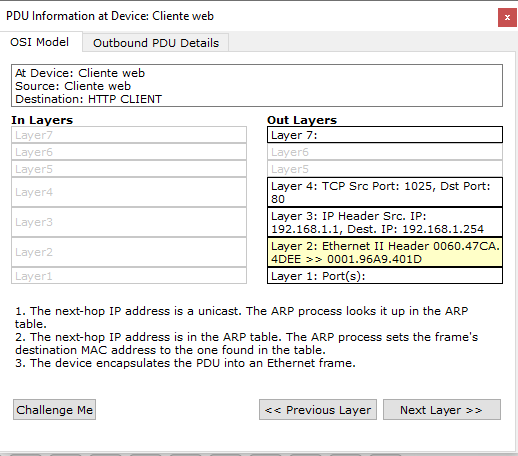 PDU Information at Device: Cliente web
x
OSI Model
Outbound PDU Details
At Device: Cliente web
Source: Cliente web
Destination: HTTP CLIENT
In Layers
Layer7
Layer6
Layer5
Layer4
Layer3
Layer2
Layer1
Out Layers
Layer 7:
Layer6
Layer5
Layer 4: TCP Src Port: 1025, Dst Port:
80
Layer 3: IP Header Src. IP:
192.168.1.1, Dest. IP: 192.168.1.254
Layer 2: Ethernet II Header 0060.47CA.
4DEE >> 0001.96A9.401D
Layer 1: Port(s):
1. The next-hop IP address is a unicast. The ARP process looks it up in the ARP
table.
2. The next-hop IP address is in the ARP table. The ARP process sets the frame's
destination MAC address to the one found in the table.
3. The device encapsulates the PDU into an Ethernet frame.
Challenge Me
<< Previous Layer
Next Layer >>